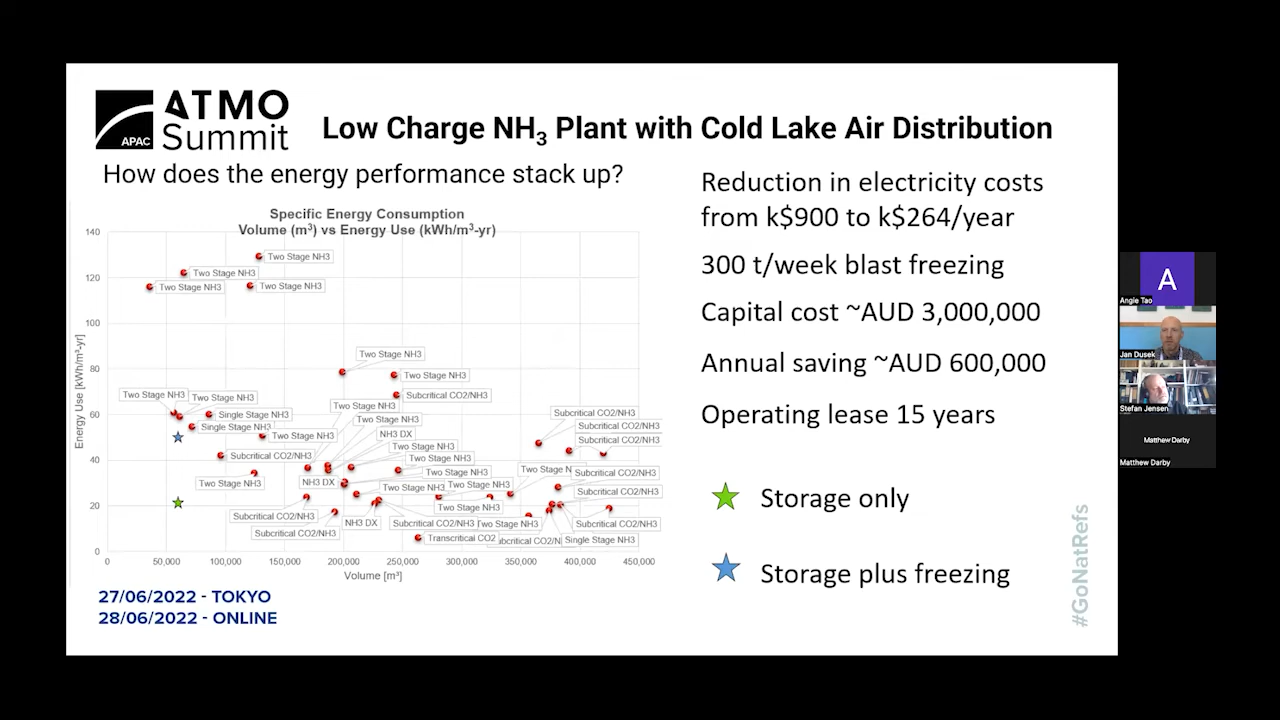 ATMO
APAC
Summit
Low Charge NH3 Plant with Cold Lake Air Distribution
How does the energy performance stack up?
Specific Energy Consumption
Volume (m³) vs Energy Use (kWh/m³-yr)
Energy Use [kWh/m³-yr]
140
120
100
80
60
40
20
0
Two Stage NH3
Two Stage NH3
Two Stage NH3
Two Stage NH3
Two Stage NH3
Two Stage NH3
Subcritical CO2/NH3
Two Stage NH3
Two Stage NH3
Two Stage NH3
Single Stage NH3
Subcritical CO2/NH3
Two Stage NH3
Single Stage NH3
Subcritical CO2/NH3
Two Stage NH3
NH3 DX
Subcritical CO2/NH3
Two Stage NH3
Subcritical CO2/NH3
Two Stage NH3
Two Stage N
Subcritical CO2/NH3
Two Stage NH3
NH3 DX
Two Stage NH3
Two Stage NH3
Two Stage NH3
Subcritical CO2/NH3
Two Stage NH3
Subcritical CO2/NH3
NH3 DX
Subcritical CO2/NH3
Two Stage NH3
Subcritical CO2/NH3
Subcritical CO2/NH3
Transcritical CO2
Single Stage NH3
0
50,000
100,000
150,000
200,000
250,000
300,000
350,000
400,000
450,000
Volume [m³]
27/06/2022 - TOKYO
28/06/2022 - ONLINE
Reduction in electricity costs
from k$900 to k$264/year
300 t/week blast freezing
Capital cost ~AUD 3,000,000
Annual saving ~AUD 600,000
Operating lease 15 years
Storage only
Storage plus freezing
#GoNatRefs
A
Angie Tao
Jan Dusek
Stefan Jensen
Matthew Darby
Matthew Darby